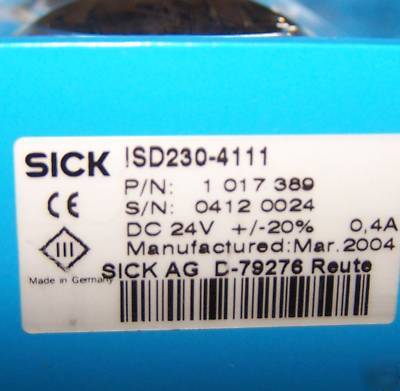 SICK ISD230-4111
P/N: 1 017 389
S/N: 0412 0024
DC 24V +/-20% 0,4A
Manufactured: Mar. 2004
III
Made in Germany
SICK AG D-79276 Reute
CE